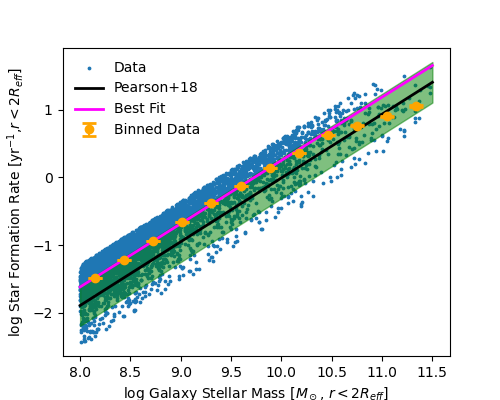 Data
Pearson+18
Best Fit
Binned Data
log Star Formation Rate [yr⁻¹, r < 2R_eff]
1
0
−1
−2
8.0 8.5 9.0 9.5 10.0 10.5 11.0 11.5
log Galaxy Stellar Mass [M_⊙, r < 2R_eff]